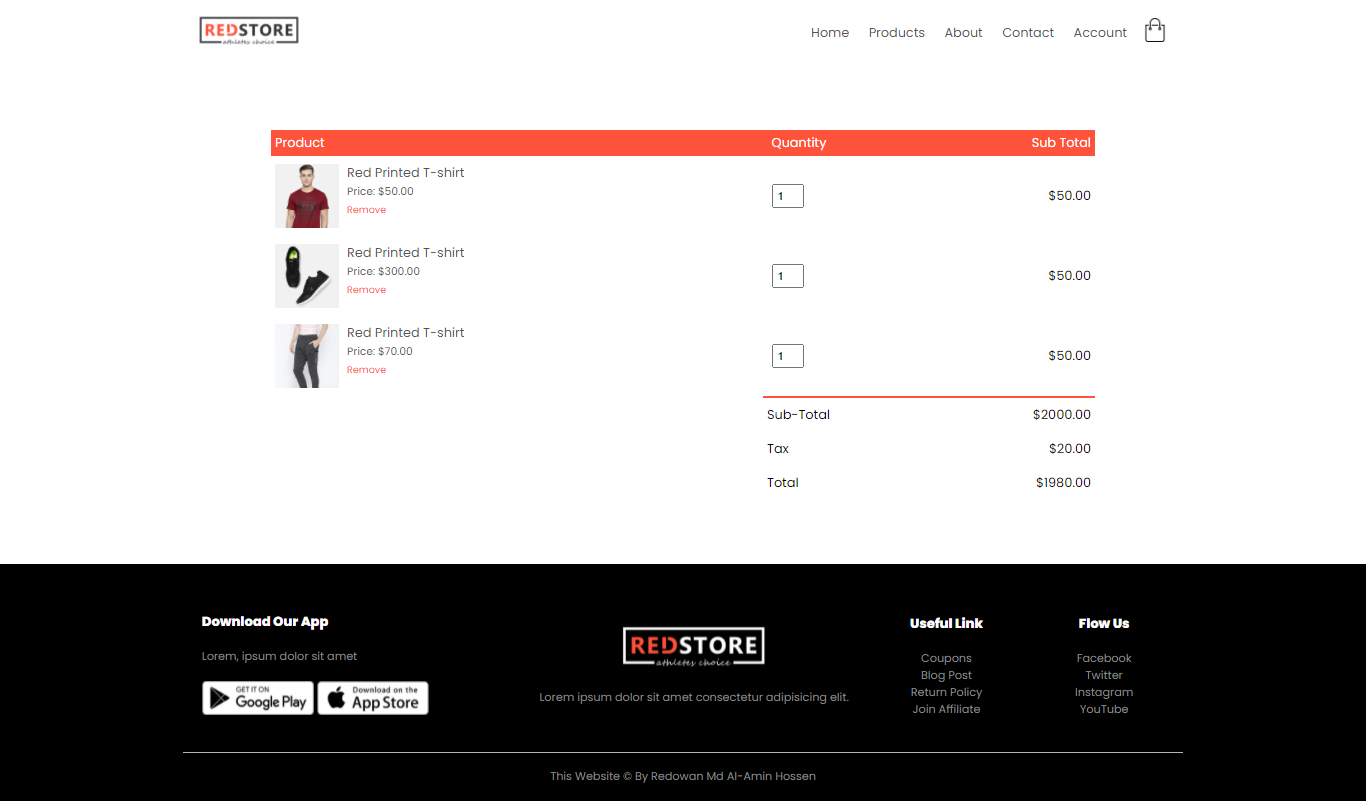 REDSTORE
athletes choice
Home Products About Contact Account
Product Quantity Sub Total
Red Printed T-shirt
Price: $50.00
Remove
1
$50.00
Red Printed T-shirt
Price: $300.00
Remove
1
$50.00
Red Printed T-shirt
Price: $70.00
Remove
1
$50.00
Sub-Total $2000.00
Tax $20.00
Total $1980.00
Download Our App
Lorem, ipsum dolor sit amet
GET IT ON
Google Play
Download on the
App Store
REDSTORE
athletes choice
Lorem ipsum dolor sit amet consectetur adipisicing elit.
Useful Link
Coupons
Blog Post
Return Policy
Join Affiliate
Flow Us
Facebook
Twitter
Instagram
YouTube
This Website © By Redowan Md Al-Amin Hossen